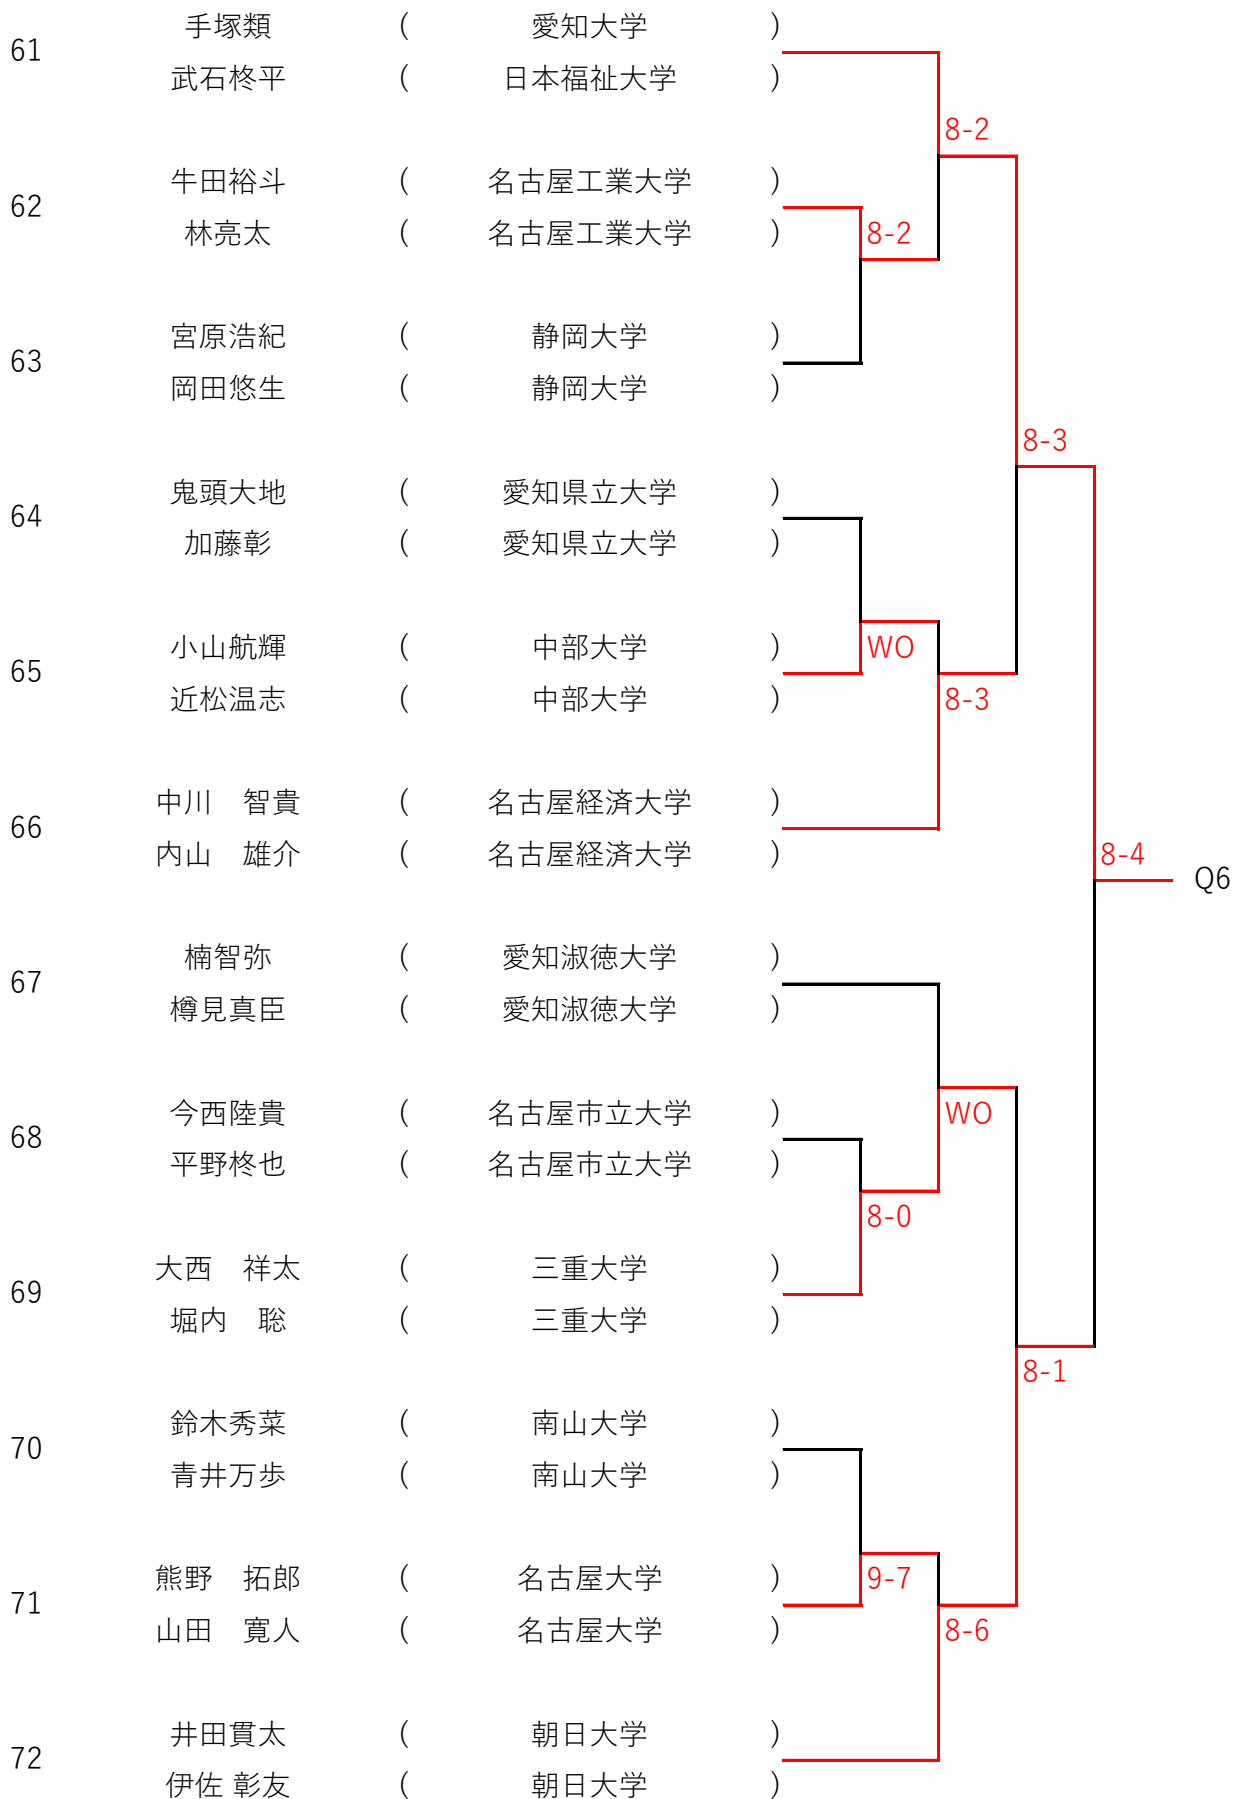 手塚類 ( 愛知大学 )
61
武石柊平 ( 日本福祉大学 )
8-2
牛田裕斗 ( 名古屋工業大学 )
62
林亮太 ( 名古屋工業大学 ) 8-2
宮原浩紀 ( 静岡大学 )
63
岡田悠生 ( 静岡大学 )
8-3
鬼頭大地 ( 愛知県立大学 )
64
加藤彰 ( 愛知県立大学 )
小山航輝 ( 中部大学 ) WO
65
近松温志 ( 中部大学 ) 8-3
中川　智貴 ( 名古屋経済大学 )
66
内山　雄介 ( 名古屋経済大学 ) 8-4
Q6
楠智弥 ( 愛知淑徳大学 )
67
樽見真臣 ( 愛知淑徳大学 )
今西陸貴 ( 名古屋市立大学 ) WO
68
平野柊也 ( 名古屋市立大学 )
8-0
大西　祥太 ( 三重大学 )
69
堀内　聡 ( 三重大学 )
8-1
鈴木秀菜 ( 南山大学 )
70
青井万歩 ( 南山大学 )
熊野　拓郎 ( 名古屋大学 ) 9-7
71
山田　寛人 ( 名古屋大学 ) 8-6
井田貫太 ( 朝日大学 )
72
伊佐 彰友 ( 朝日大学 )